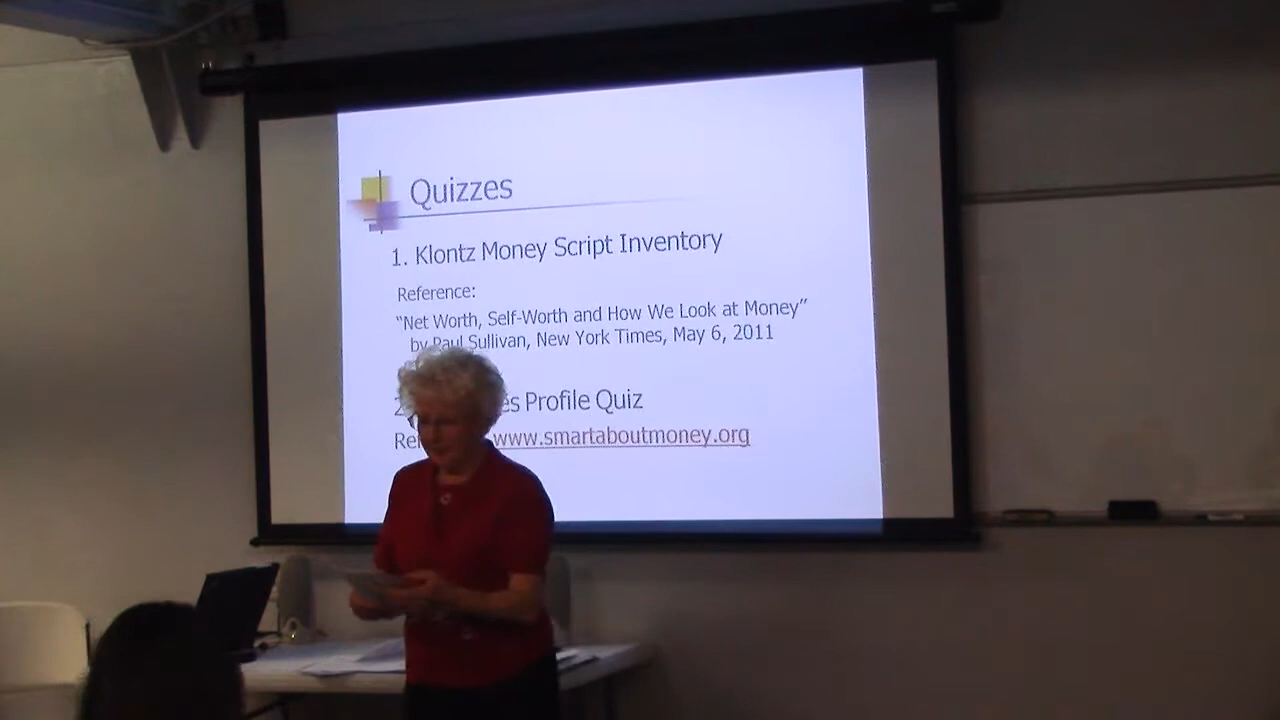 Quizzes
1. Klontz Money Script Inventory
Reference:
“Net Worth, Self-Worth and How We Look at Money”
by Paul Sullivan, New York Times, May 6, 2011
2. Profile Quiz
www.smartaboutmoney.org